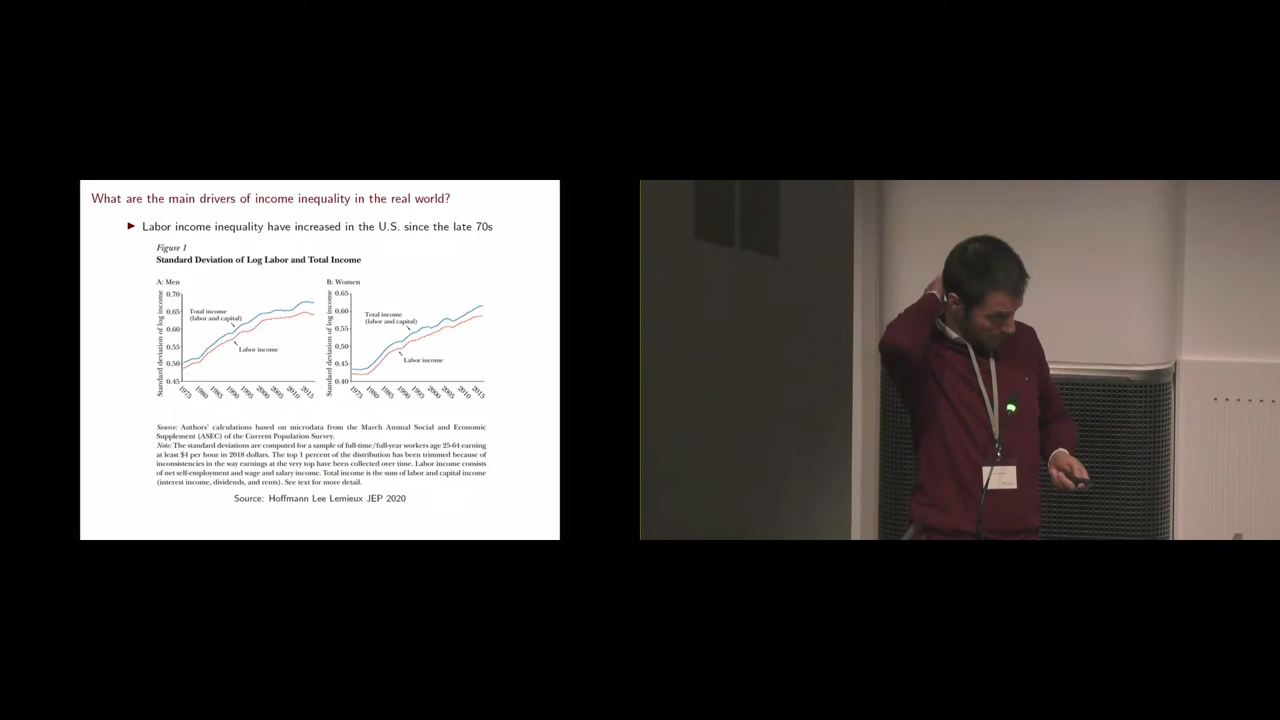 What are the main drivers of income inequality in the real world?
Labor income inequality have increased in the U.S. since the late 70s
Figure 1
Standard Deviation of Log Labor and Total Income
A: Men
Standard deviation of log income
0.70
0.65
0.60
0.55
0.50
0.45
Total income
(labor and capital)
Labor income
1975
1980
1985
1990
1995
2000
2005
2010
2015
B: Women
Standard deviation of log income
0.65
0.60
0.55
0.50
0.45
0.40
Total income
(labor and capital)
Labor income
1975
1980
1985
1990
1995
2000
2005
2010
2015
Source: Authors' calculations based on microdata from the March Annual Social and Economic
Supplement (ASEC) of the Current Population Survey.
Note: The standard deviations are computed for a sample of full-time/full-year workers age 25-64 earning
at least $4 per hour in 2018 dollars. The top 1 percent of the distribution has been trimmed because of
inconsistencies in the way earnings at the very top have been collected over time. Labor income consists
of net self-employment and wage and salary income. Total income is the sum of labor and capital income
(interest income, dividends, and rents). See text for more detail.
Source: Hoffmann Lee Lemieux JEP 2020